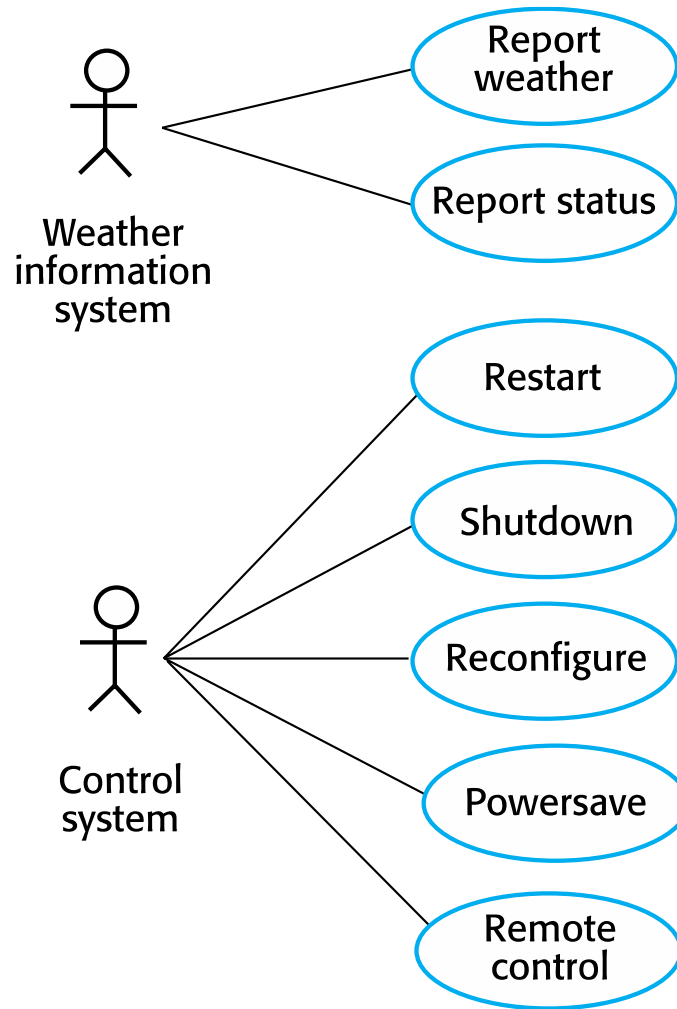 Report
weather
Report status
Weather
information
system
Restart
Shutdown
Reconfigure
Control
system
Powersave
Remote
control